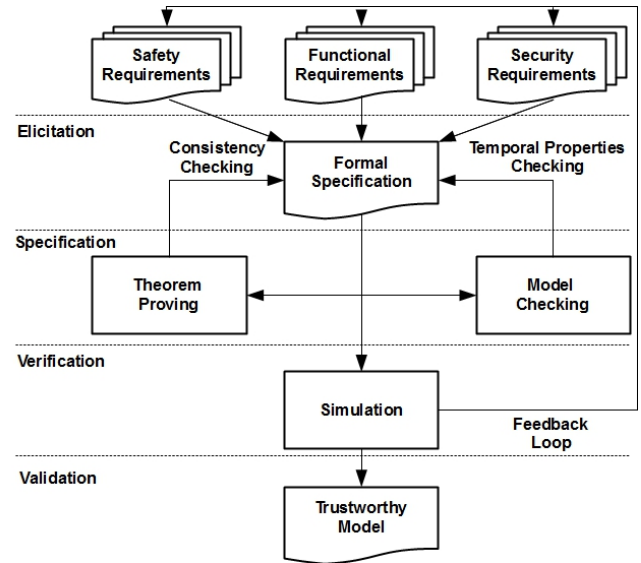 Safety
Requirements
Functional
Requirements
Security
Requirements
Elicitation
Consistency
Checking
Formal
Specification
Temporal Properties
Checking
Specification
Theorem
Proving
Model
Checking
Verification
Simulation
Feedback
Loop
Validation
Trustworthy
Model